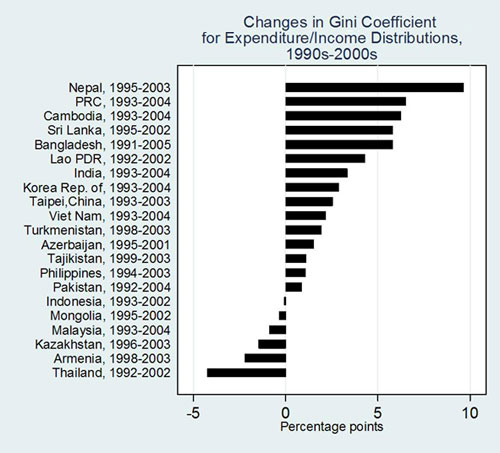 Changes in Gini Coefficient
for Expenditure/Income Distributions,
1990s-2000s
Nepal, 1995-2003
PRC, 1993-2004
Cambodia, 1993-2004
Sri Lanka, 1995-2002
Bangladesh, 1991-2005
Lao PDR, 1992-2002
India, 1993-2004
Korea Rep. of, 1993-2004
Taipei,China, 1993-2003
Viet Nam, 1993-2004
Turkmenistan, 1998-2003
Azerbaijan, 1995-2001
Tajikistan, 1999-2003
Philippines, 1994-2003
Pakistan, 1992-2004
Indonesia, 1993-2002
Mongolia, 1995-2002
Malaysia, 1993-2004
Kazakhstan, 1996-2003
Armenia, 1998-2003
Thailand, 1992-2002
-5 0 5 10
Percentage points